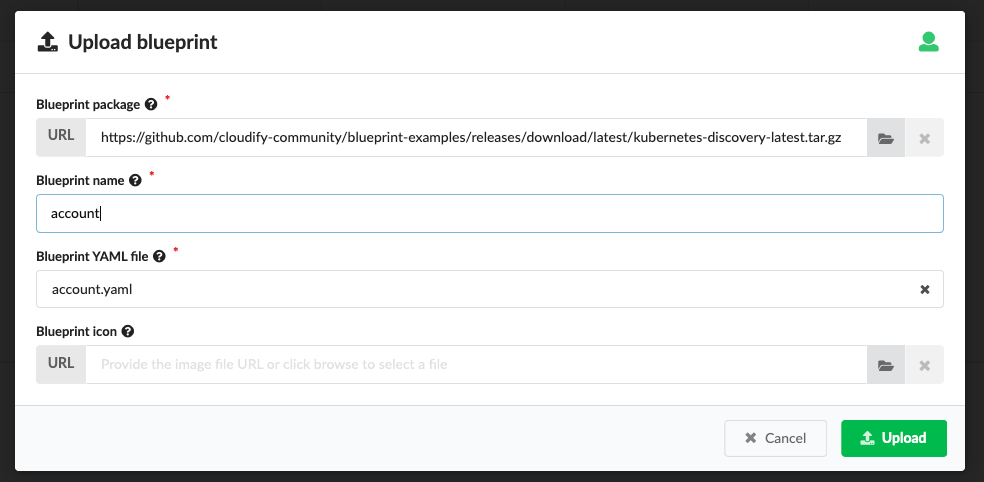 Upload blueprint
Blueprint package *
URL https://github.com/cloudify-community/blueprint-examples/releases/download/latest/kubernetes-discovery-latest.tar.gz
Blueprint name *
account
Blueprint YAML file *
account.yaml
Blueprint icon
URL Provide the image file URL or click browse to select a file
Cancel Upload